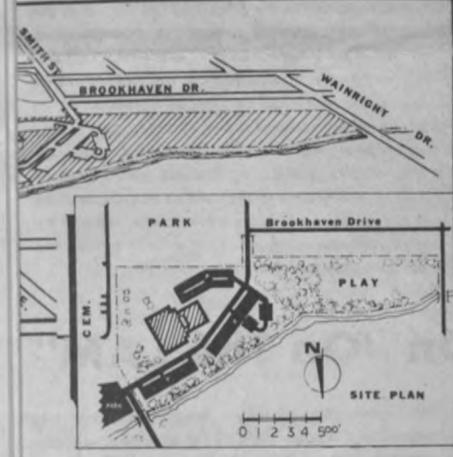 SMITH ST
BROOKHAVEN DR.
WAINRIGHT
DR.
PARK
Brookhaven Drive
CEM.
PLAY
N
SITE PLAN
0 1 2 3 4 500'